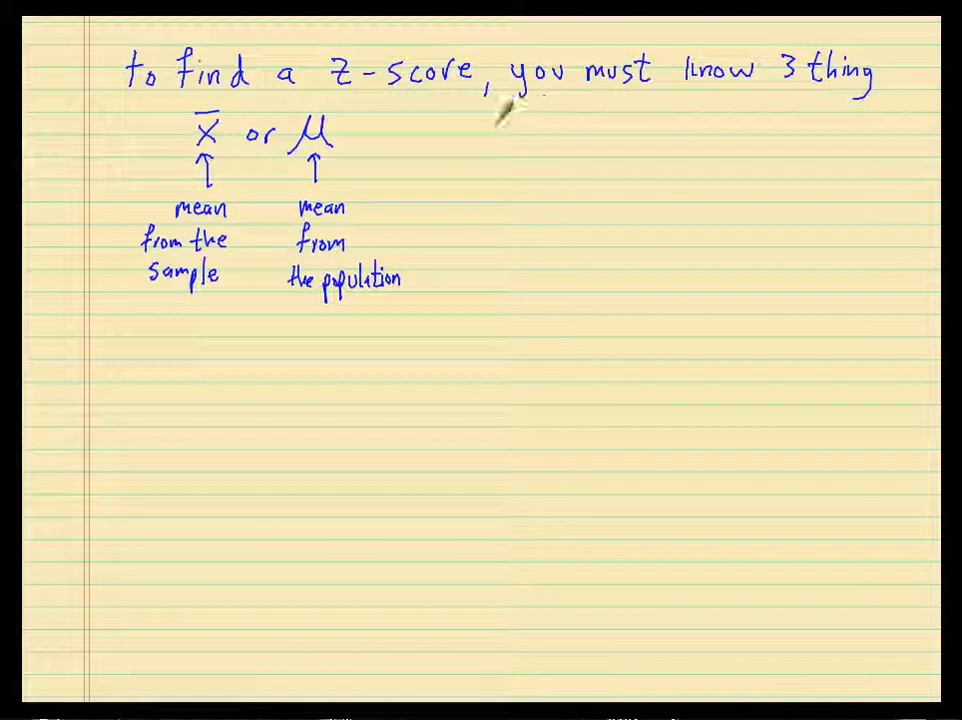 to find a z-score, you must know 3 thing
x̅ or μ
mean mean
from the from
sample the population